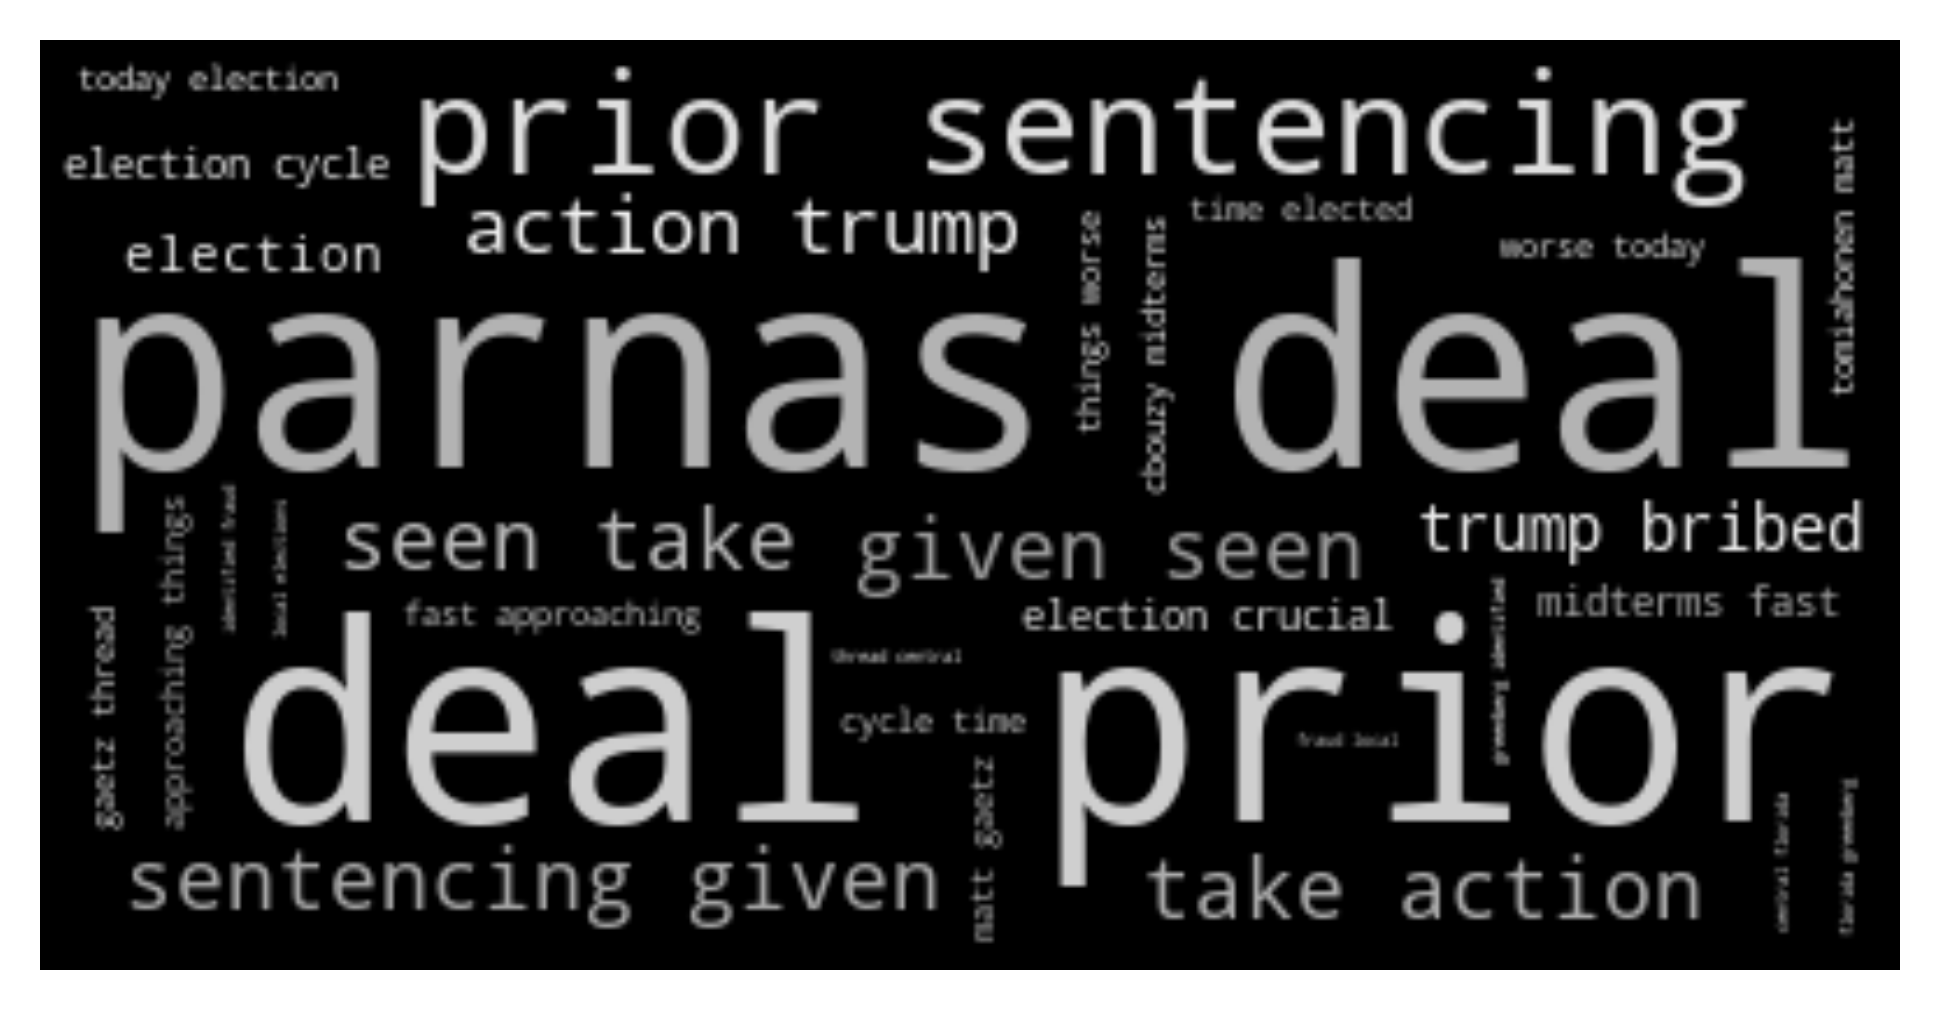 today election
prior sentencing
election cycle
action trump
time elected
election
worse today
tomiahonen matt
things worse
cbouzy midterms
parnas deal
seen take
given seen
trump bribed
identified fraud
local elections
approaching things
gaetz thread
fast approaching
election crucial
midterms fast
greenberg identified
thread central
deal prior
cycle time
fraud local
matt gaetz
sentencing given
take action
central florida
florida greenberg